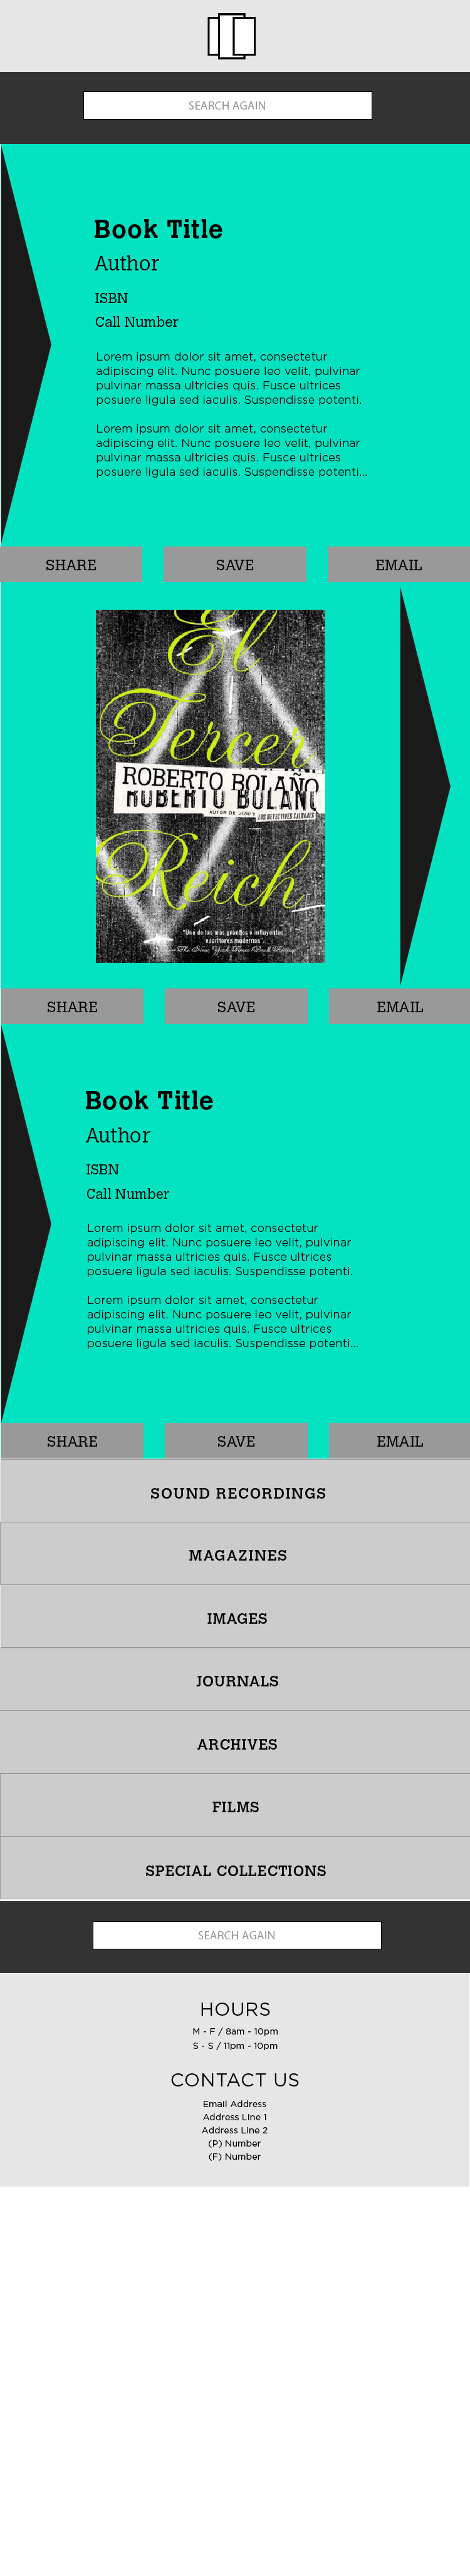 SEARCH AGAIN
Book Title
Author
ISBN
Call Number
Lorem ipsum dolor sit amet, consectetur
adipiscing elit. Nunc posuere leo velit, pulvinar
pulvinar massa ultricies quis. Fusce ultrices
posuere ligula sed iaculis. Suspendisse potenti.
Lorem ipsum dolor sit amet, consectetur
adipiscing elit. Nunc posuere leo velit, pulvinar
pulvinar massa ultricies quis. Fusce ultrices
posuere ligula sed iaculis. Suspendisse potenti...
SHARE SAVE EMAIL
El
Tercer
ROBERTO BOLAÑO
ROBERTO BOLAÑO
AUTOR DE 2666 Y LOS DETECTIVES SALVAJES
Reich
"Uno de los más grandes e influyentes
escritores modernos".
—The New York Times Book Review
SHARE SAVE EMAIL
Book Title
Author
ISBN
Call Number
Lorem ipsum dolor sit amet, consectetur
adipiscing elit. Nunc posuere leo velit, pulvinar
pulvinar massa ultricies quis. Fusce ultrices
posuere ligula sed iaculis. Suspendisse potenti.
Lorem ipsum dolor sit amet, consectetur
adipiscing elit. Nunc posuere leo velit, pulvinar
pulvinar massa ultricies quis. Fusce ultrices
posuere ligula sed iaculis. Suspendisse potenti...
SHARE SAVE EMAIL
SOUND RECORDINGS
MAGAZINES
IMAGES
JOURNALS
ARCHIVES
FILMS
SPECIAL COLLECTIONS
SEARCH AGAIN
HOURS
M - F / 8am - 10pm
S - S / 11pm - 10pm
CONTACT US
Email Address
Address Line 1
Address Line 2
(P) Number
(F) Number